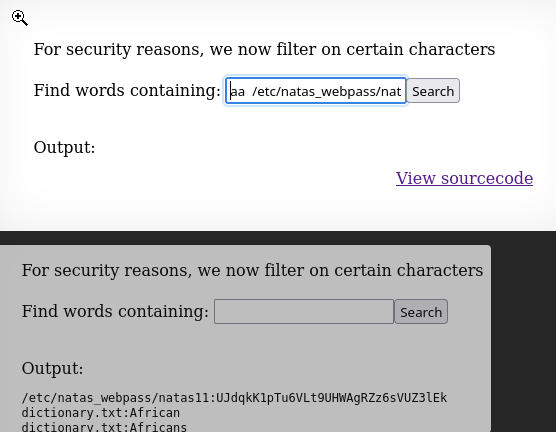 For security reasons, we now filter on certain characters
Find words containing: aa /etc/natas_webpass/nat Search
Output:
View sourcecode
For security reasons, we now filter on certain characters
Find words containing: Search
Output:
/etc/natas_webpass/natas11:UJdqkK1pTu6VLt9UHWAgRZz6sVUZ3lEk
dictionary.txt:African
dictionary.txt:Africans